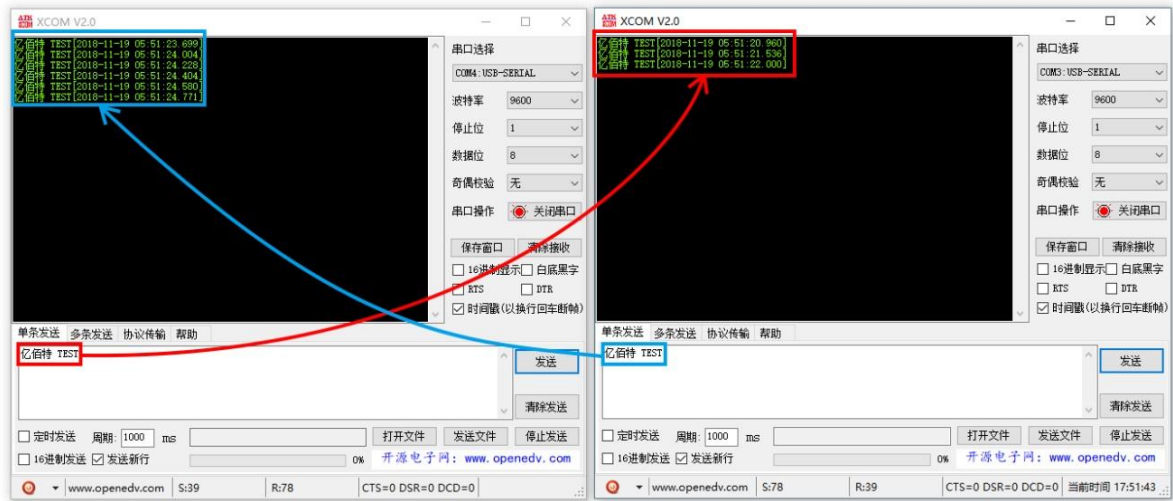 XCOM V2.0
亿佰特 TEST[2018-11-19 05:51:23.699]
亿佰特 TEST[2018-11-19 05:51:24.004]
亿佰特 TEST[2018-11-19 05:51:24.228]
亿佰特 TEST[2018-11-19 05:51:24.404]
亿佰特 TEST[2018-11-19 05:51:24.580]
亿佰特 TEST[2018-11-19 05:51:24.771]
串口选择
COM4:USB-SERIAL
波特率 9600
停止位 1
数据位 8
奇偶校验 无
串口操作 关闭串口
保存窗口 清除接收
16进制显示 白底黑字
RTS DTR
时间戳(以换行回车断帧)
单条发送 多条发送 协议传输 帮助
亿佰特 TEST
发送
清除发送
定时发送 周期: 1000 ms 打开文件 发送文件 停止发送
16进制发送 发送新行 0% 开源电子网: www.openedv.com
www.openedv.com S:39 R:78 CTS=0 DSR=0 DCD=0
XCOM V2.0
亿佰特 TEST[2018-11-19 05:51:20.960]
亿佰特 TEST[2018-11-19 05:51:21.536]
亿佰特 TEST[2018-11-19 05:51:22.000]
串口选择
COM3:USB-SERIAL
波特率 9600
停止位 1
数据位 8
奇偶校验 无
串口操作 关闭串口
保存窗口 清除接收
16进制显示 白底黑字
RTS DTR
时间戳(以换行回车断帧)
单条发送 多条发送 协议传输 帮助
亿佰特 TEST
发送
清除发送
定时发送 周期: 1000 ms 打开文件 发送文件 停止发送
16进制发送 发送新行 0% 开源电子网: www.openedv.com
www.openedv.com S:78 R:39 CTS=0 DSR=0 DCD=0 当前时间 17:51:43